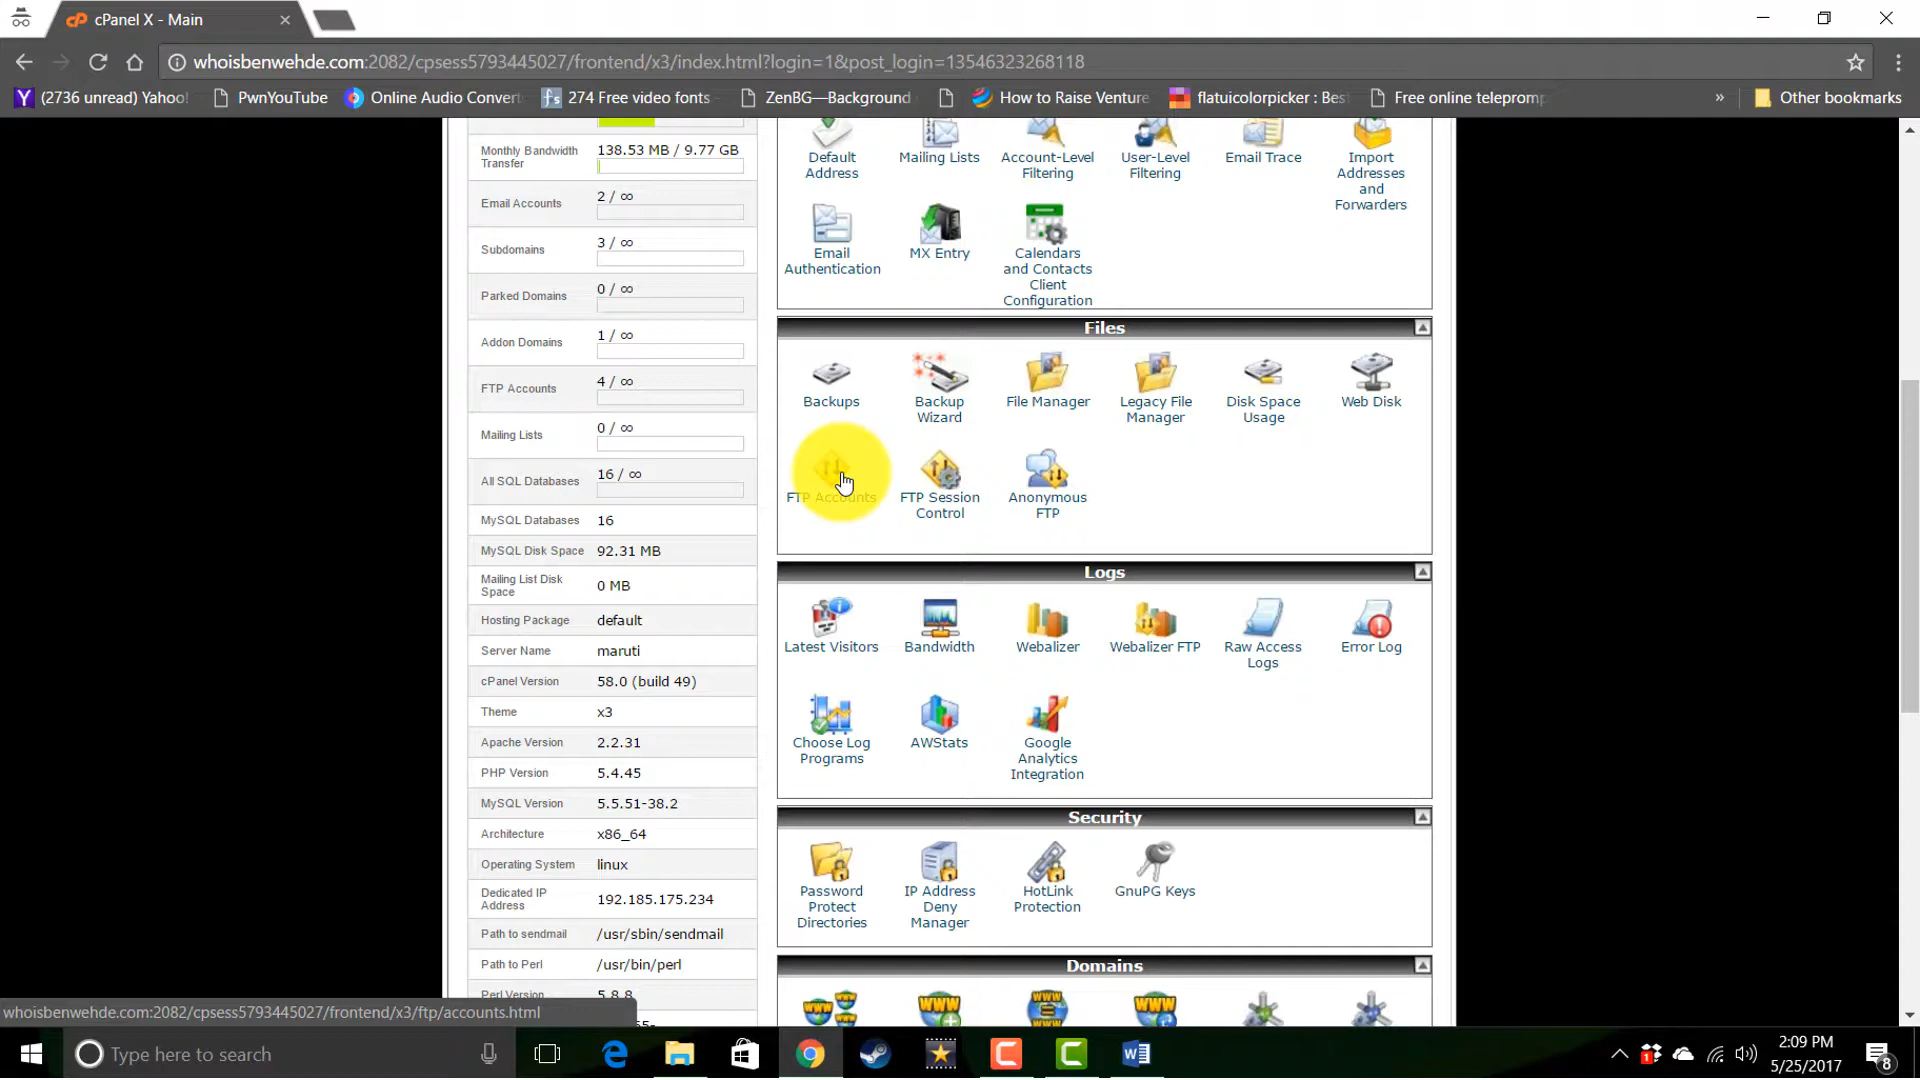 cPanel X - Main
whoisbenwehde.com:2082/cpsess5793445027/frontend/x3/index.html?login=1&post_login=13546323268118
(2736 unread) Yahoo!
PwnYouTube
Online Audio Convert
fs 274 Free video fonts
ZenBG—Background
How to Raise Venture
flatuicolorpicker : Bes
Free online teleprom
»
Other bookmarks
Monthly Bandwidth
Transfer
138.53 MB / 9.77 GB
Email Accounts
2 / ∞
Subdomains
3 / ∞
Parked Domains
0 / ∞
Addon Domains
1 / ∞
FTP Accounts
4 / ∞
Mailing Lists
0 / ∞
All SQL Databases
16 / ∞
MySQL Databases
16
MySQL Disk Space
92.31 MB
Mailing List Disk
Space
0 MB
Hosting Package
default
Server Name
maruti
cPanel Version
58.0 (build 49)
Theme
x3
Apache Version
2.2.31
PHP Version
5.4.45
MySQL Version
5.5.51-38.2
Architecture
x86_64
Operating System
linux
Dedicated IP
Address
192.185.175.234
Path to sendmail
/usr/sbin/sendmail
Path to Perl
/usr/bin/perl
Perl Version
5.8.8
Default
Address
Mailing Lists
Account-Level
Filtering
User-Level
Filtering
Email Trace
Import
Addresses
and
Forwarders
Email
Authentication
MX Entry
Calendars
and Contacts
Client
Configuration
Files
Backups
Backup
Wizard
File Manager
Legacy File
Manager
Disk Space
Usage
Web Disk
FTP Accounts
FTP Session
Control
Anonymous
FTP
Logs
Latest Visitors
Bandwidth
Webalizer
Webalizer FTP
Raw Access
Logs
Error Log
Choose Log
Programs
AWStats
Google
Analytics
Integration
Security
Password
Protect
Directories
IP Address
Deny
Manager
HotLink
Protection
GnuPG Keys
Domains
WWW
WWW
WWW
WWW
whoisbenwehde.com:2082/cpsess5793445027/frontend/x3/ftp/accounts.html
Type here to search
2:09 PM
5/25/2017
8